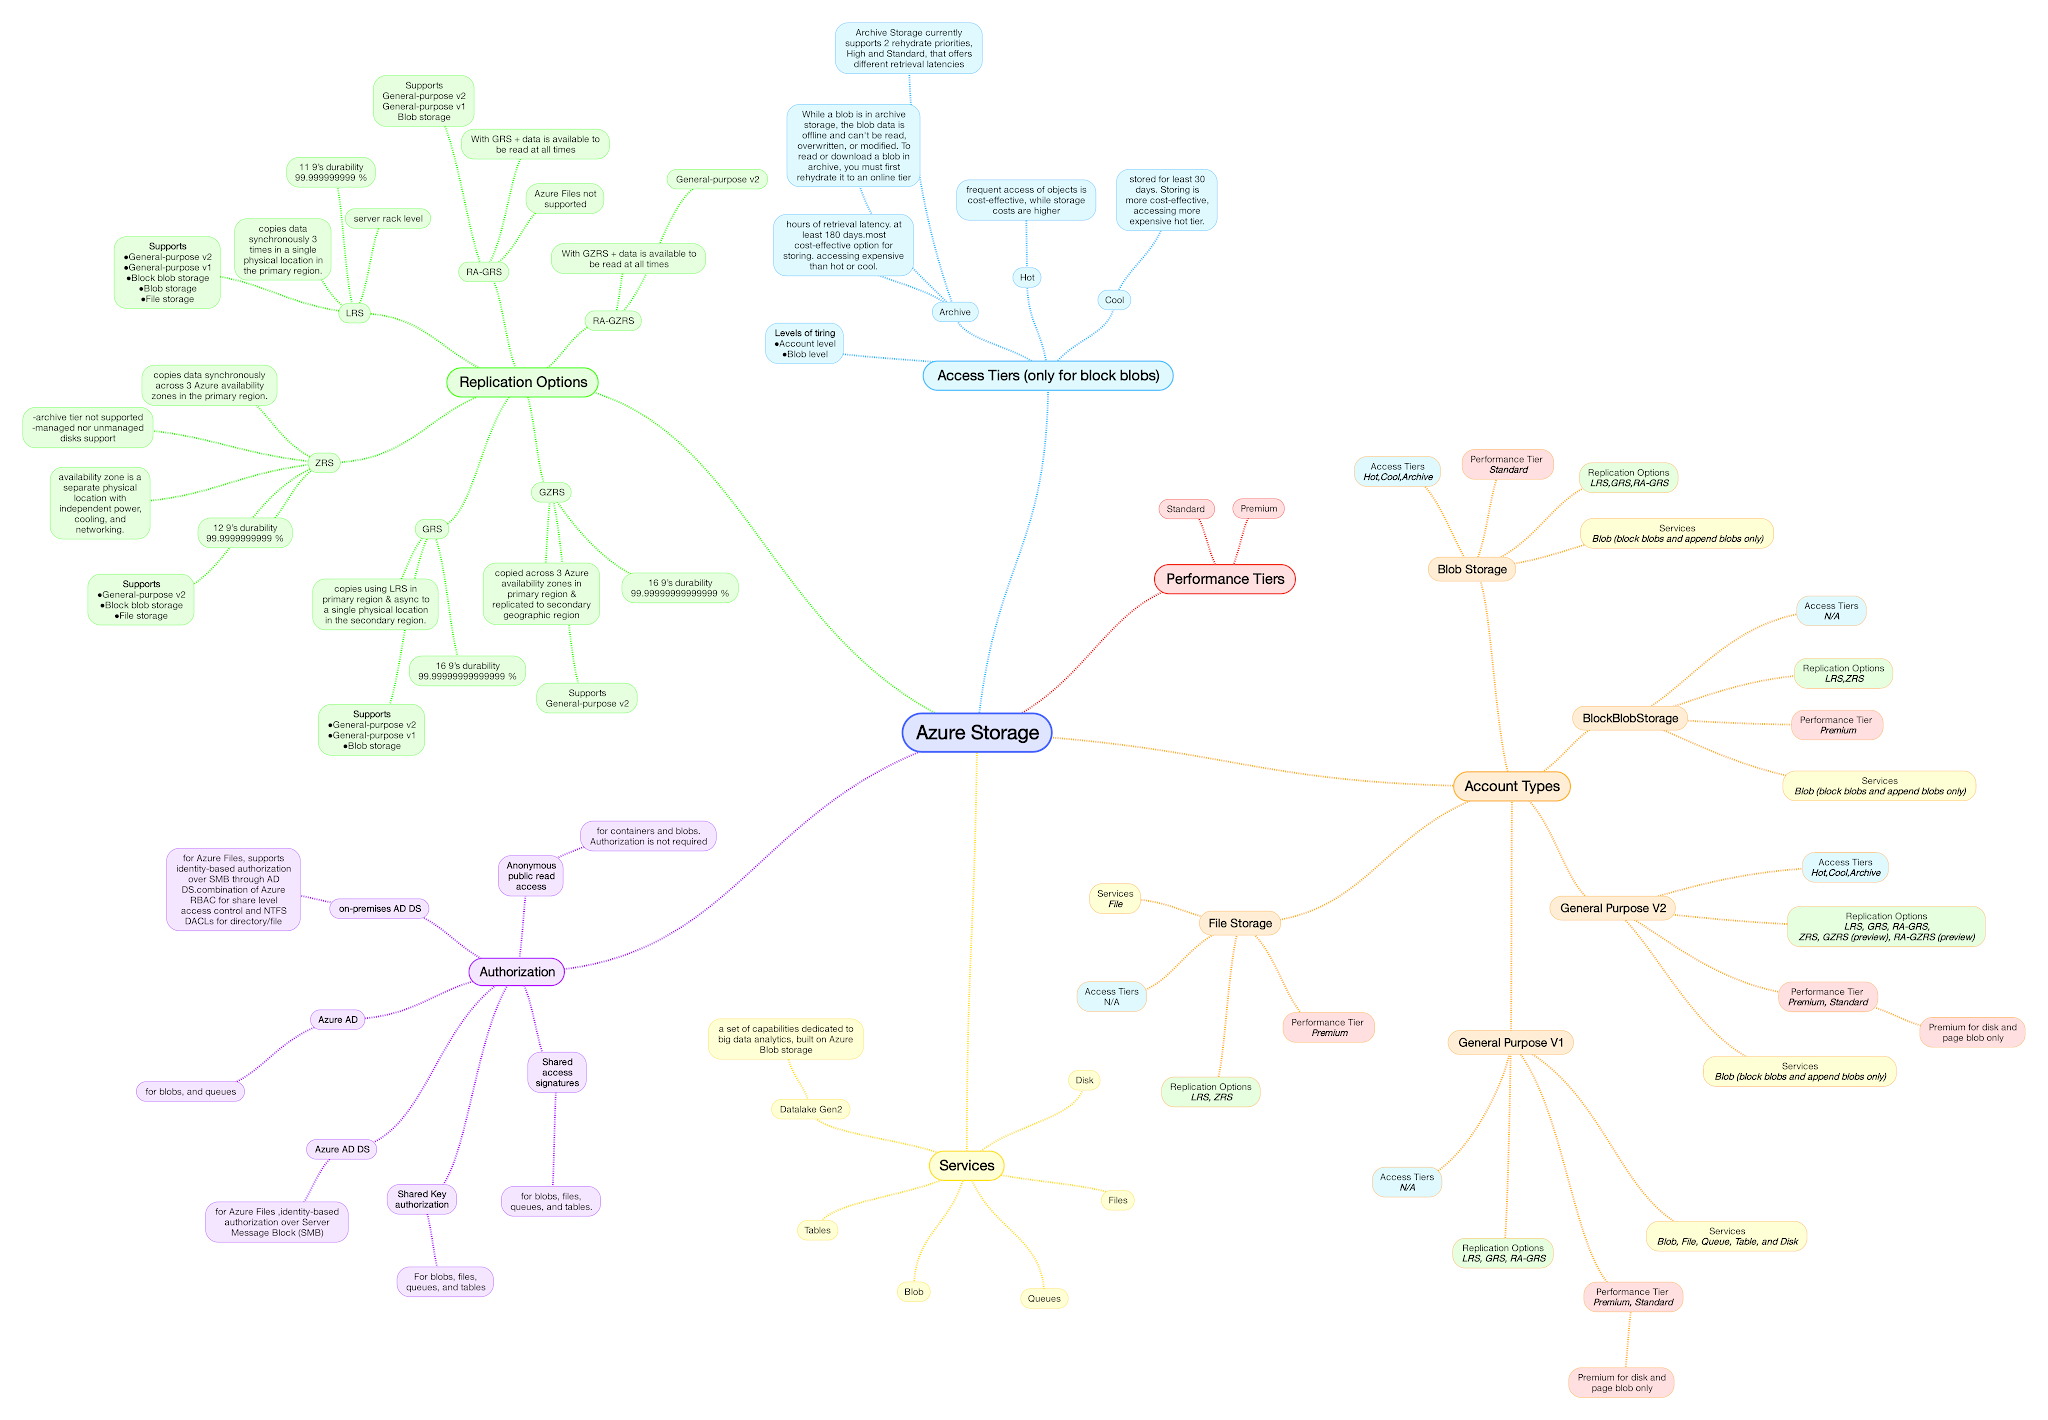 Archive Storage currently
supports 2 rehydrate priorities,
High and Standard, that offers
different retrieval latencies
Supports
General-purpose v2
General-purpose v1
Blob storage
While a blob is in archive
storage, the blob data is
offline and can't be read,
overwritten, or modified. To
read or download a blob in
archive, you must first
rehydrate it to an online tier
With GRS + data is available to
be read at all times
11 9's durability
99.999999999 %
General-purpose v2
Azure Files not
supported
frequent access of objects is
cost-effective, while storage
costs are higher
stored for least 30
days. Storing is
more cost-effective,
accessing more
expensive hot tier.
server rack level
copies data
synchronously 3
times in a single
physical location in
the primary region.
hours of retrieval latency. at
least 180 days.most
cost-effective option for
storing. accessing expensive
than hot or cool.
Supports
●General-purpose v2
●General-purpose v1
●Block blob storage
●Blob storage
●File storage
With GZRS + data is available to
be read at all times
RA-GRS
Hot
Cool
LRS
RA-GZRS
Archive
Levels of tiring
●Account level
●Blob level
Replication Options
Access Tiers (only for block blobs)
copies data synchronously
across 3 Azure availability
zones in the primary region.
-archive tier not supported
-managed nor unmanaged
disks support
ZRS
availability zone is a
separate physical
location with
independent power,
cooling, and
networking.
12 9's durability
99.9999999999 %
Supports
●General-purpose v2
●Block blob storage
●File storage
GZRS
GRS
copies using LRS in
primary region & async to
a single physical location
in the secondary region.
copied across 3 Azure
availability zones in
primary region &
replicated to secondary
geographic region
16 9's durability
99.99999999999999 %
16 9's durability
99.99999999999999 %
Supports
General-purpose v2
Supports
●General-purpose v2
●General-purpose v1
●Blob storage
Standard
Premium
Performance Tiers
Access Tiers
Hot,Cool,Archive
Performance Tier
Standard
Replication Options
LRS,GRS,RA-GRS
Services
Blob (block blobs and append blobs only)
Blob Storage
Access Tiers
N/A
Replication Options
LRS,ZRS
BlockBlobStorage
Performance Tier
Premium
Services
Blob (block blobs and append blobs only)
Azure Storage
Account Types
for containers and blobs.
Authorization is not required
Anonymous
public read
access
for Azure Files, supports
identity-based authorization
over SMB through AD
DS.combination of Azure
RBAC for share level
access control and NTFS
DACLs for directory/file
on-premises AD DS
Authorization
Azure AD
for blobs, and queues
Shared
access
signatures
Azure AD DS
Shared Key
authorization
for blobs, files,
queues, and tables.
for Azure Files ,identity-based
authorization over Server
Message Block (SMB)
For blobs, files,
queues, and tables
Access Tiers
Hot,Cool,Archive
General Purpose V2
Replication Options
LRS, GRS, RA-GRS,
ZRS, GZRS (preview), RA-GZRS (preview)
Performance Tier
Premium, Standard
Premium for disk and
page blob only
Services
Blob (block blobs and append blobs only)
Services
File
File Storage
Access Tiers
N/A
Performance Tier
Premium
Replication Options
LRS, ZRS
General Purpose V1
Access Tiers
N/A
Replication Options
LRS, GRS, RA-GRS
Services
Blob, File, Queue, Table, and Disk
Performance Tier
Premium, Standard
Premium for disk and
page blob only
a set of capabilities dedicated to
big data analytics, built on Azure
Blob storage
Datalake Gen2
Disk
Services
Files
Tables
Blob
Queues